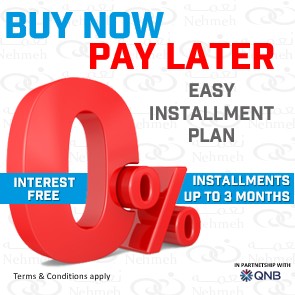 BUY NOW
PAY LATER
EASY
INSTALLMENT
PLAN
0%
INTEREST
FREE
INSTALLMENTS
UP TO 3 MONTHS
Terms & Conditions apply
IN PARTNETSHIP WITH
QNB